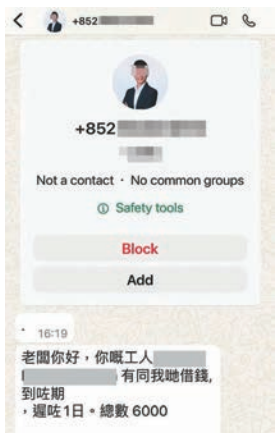 +852
+852
Not a contact · No common groups
Safety tools
Block
Add
16:19
老闆你好，你嘅工人
有同我哋借錢,
到咗期
，遲咗1日。總數 6000